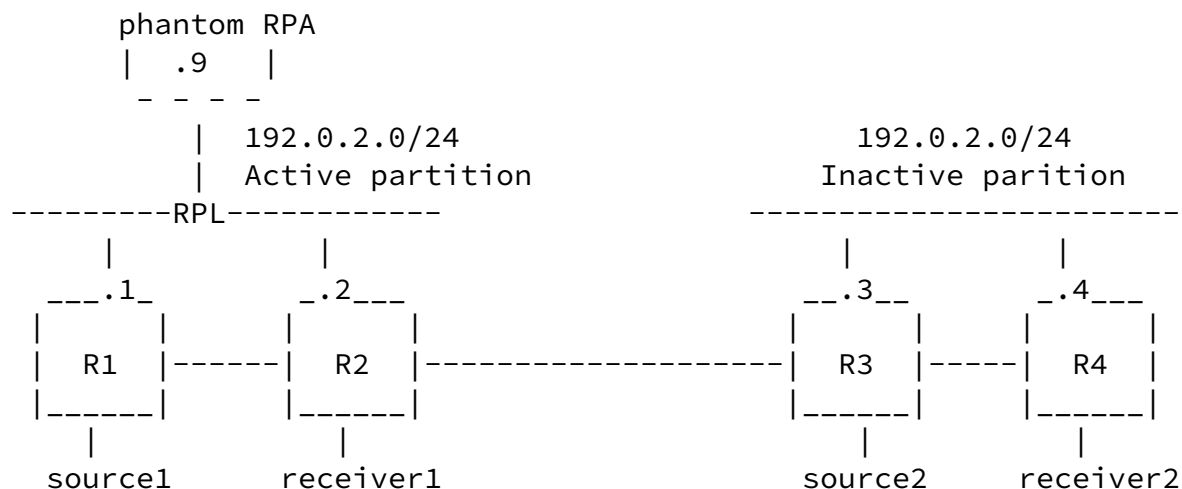 phantom RPA
.9
192.0.2.0/24 192.0.2.0/24
Active partition Inactive parition
RPL
.1 .2 .3 .4
R1 R2 R3 R4
source1 receiver1 source2 receiver2